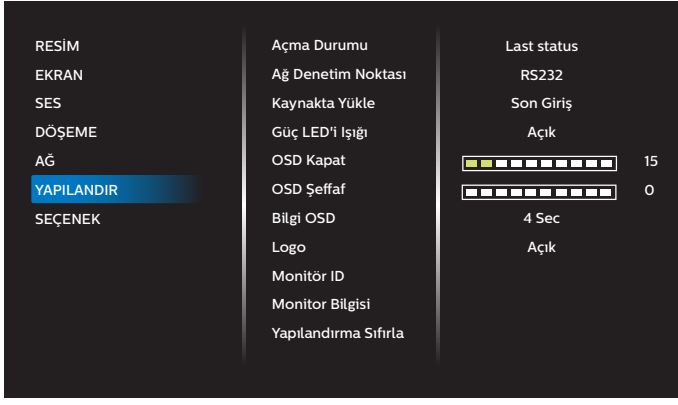 RESİM
EKRAN
SES
DÖŞEME
AĞ
YAPILANDIR
SEÇENEK
Açma Durumu Last status
Ağ Denetim Noktası RS232
Kaynakta Yükle Son Giriş
Güç LED'i Işığı Açık
OSD Kapat 15
OSD Şeffaf 0
Bilgi OSD 4 Sec
Logo Açık
Monitör ID
Monitor Bilgisi
Yapılandırma Sıfırla